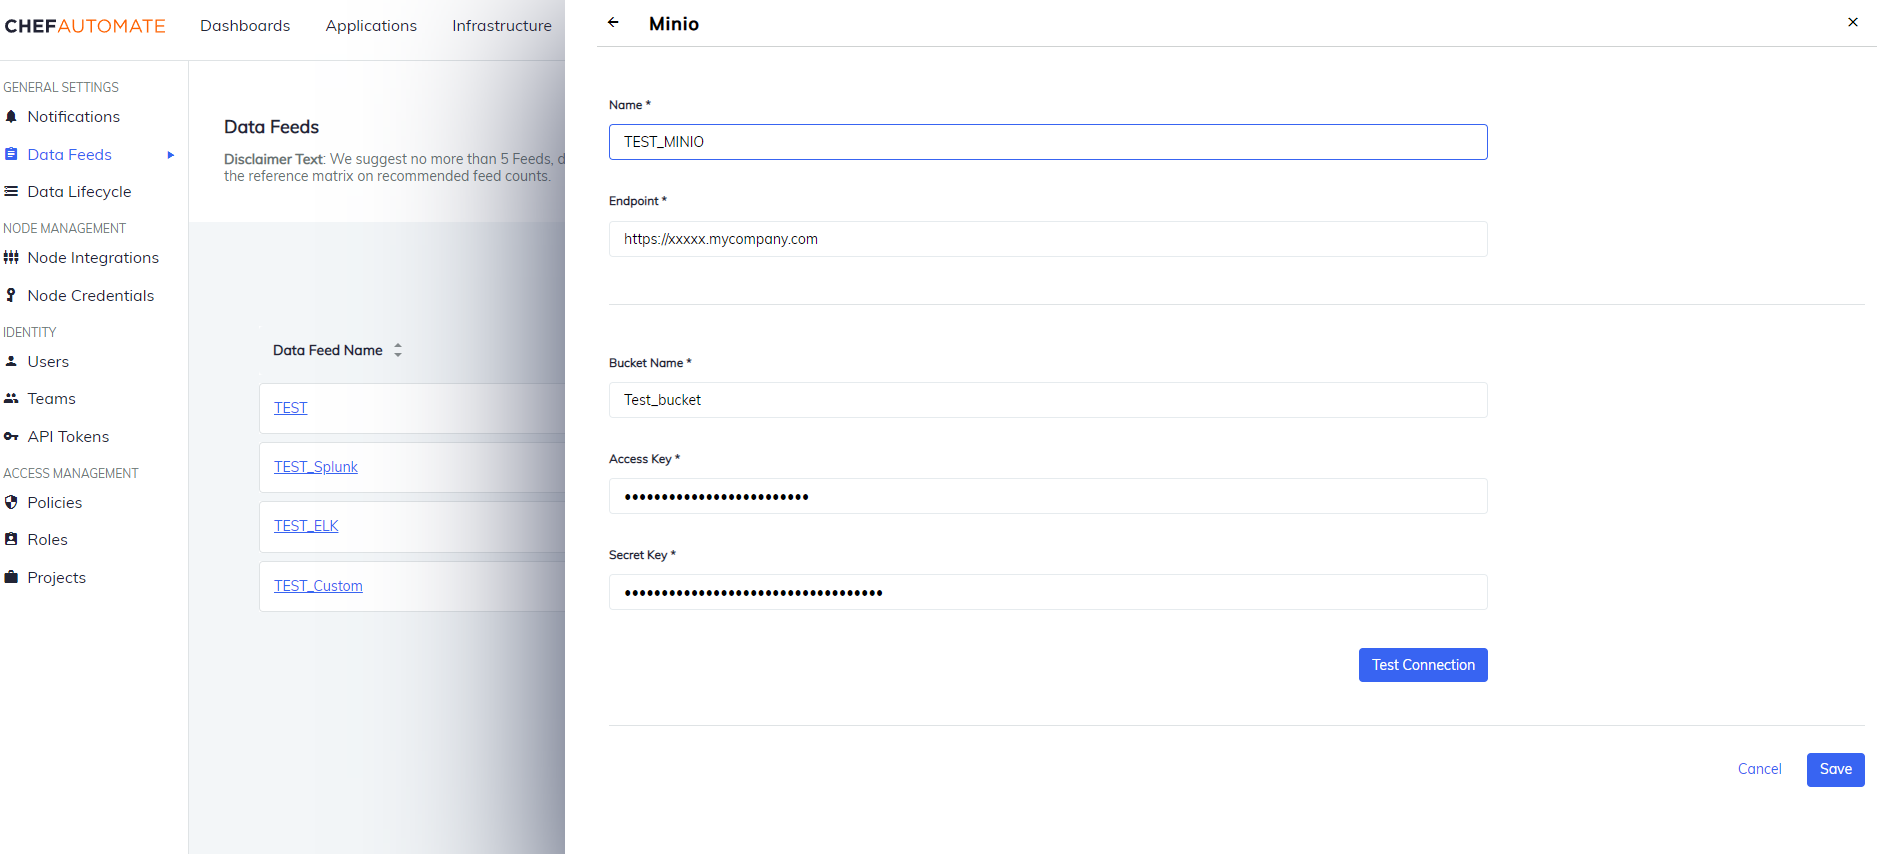 CHEFAUTOMATE
Dashboards
Applications
Infrastructure
GENERAL SETTINGS
Notifications
Data Feeds
Data Lifecycle
NODE MANAGEMENT
Node Integrations
Node Credentials
IDENTITY
Users
Teams
API Tokens
ACCESS MANAGEMENT
Policies
Roles
Projects
Data Feeds
Disclaimer Text: We suggest no more than 5 Feeds, d
the reference matrix on recommended feed counts.
Data Feed Name
TEST
TEST_Splunk
TEST_ELK
TEST_Custom
Minio
Name *
TEST_MINIO
Endpoint *
https://xxxxx.mycompany.com
Bucket Name *
Test_bucket
Access Key *
Secret Key *
Test Connection
Cancel
Save